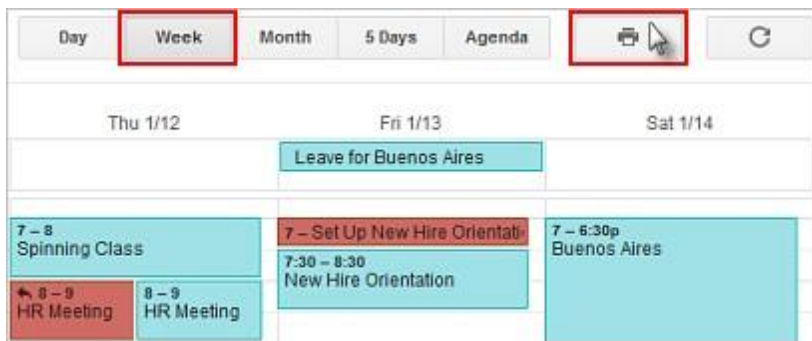 Day Week Month 5 Days Agenda
Thu 1/12 Fri 1/13 Sat 1/14
Leave for Buenos Aires
7 – 8
Spinning Class
8 – 9
HR Meeting
8 – 9
HR Meeting
7 – Set Up New Hire Orientati
7:30 – 8:30
New Hire Orientation
7 – 6:30p
Buenos Aires